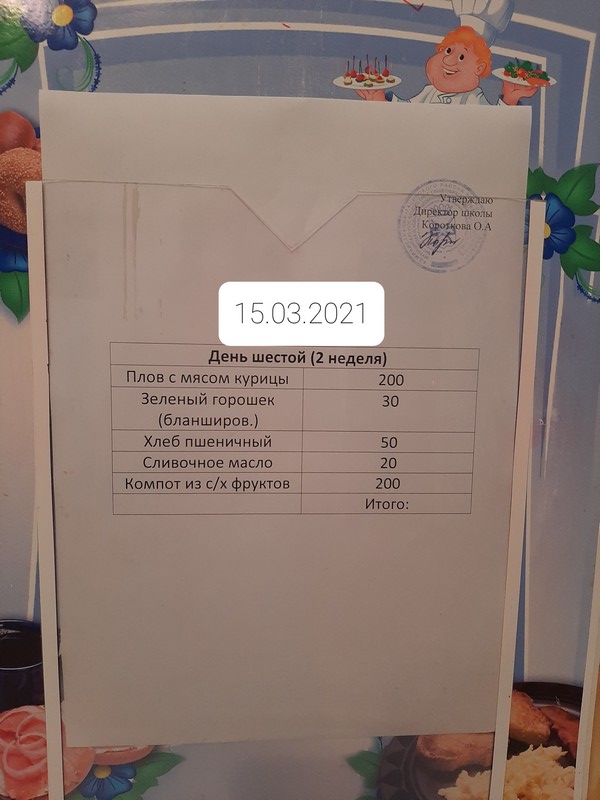 Утверждаю
Директор школы
Короткова О.А
15.03.2021
День шестой (2 неделя)
Плов с мясом курицы 200
Зеленый горошек 30
(бланширов.)
Хлеб пшеничный 50
Сливочное масло 20
Компот из с/х фруктов 200
Итого: